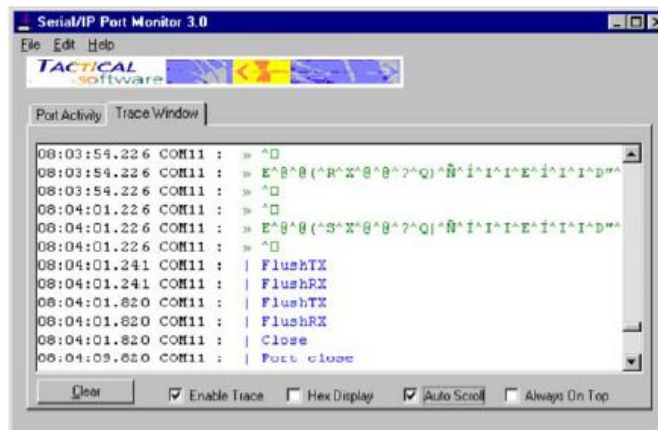 Serial/IP Port Monitor 3.0
File Edit Help
TACTICAL
software
Port Activity Trace Window
08:03:54.226 COM11 : » ^□
08:03:54.226 COM11 : » E^@^@(^R^X^@^@^?^Q)^Ñ^Í^I^I^E^Í^I^I^D"^
08:03:54.226 COM11 : » ^□
08:04:01.226 COM11 : » ^□
08:04:01.226 COM11 : » E^@^@(^S^X^@^@^?^Q|^Ñ^Í^I^I^E^Í^I^I^D"^
08:04:01.226 COM11 : » ^□
08:04:01.241 COM11 : | FlushTX
08:04:01.241 COM11 : | FlushRX
08:04:01.820 COM11 : | FlushTX
08:04:01.820 COM11 : | FlushRX
08:04:01.820 COM11 : | Close
08:04:09.820 COM11 : | Port close
Clear Enable Trace Hex Display Auto Scroll Always On Top